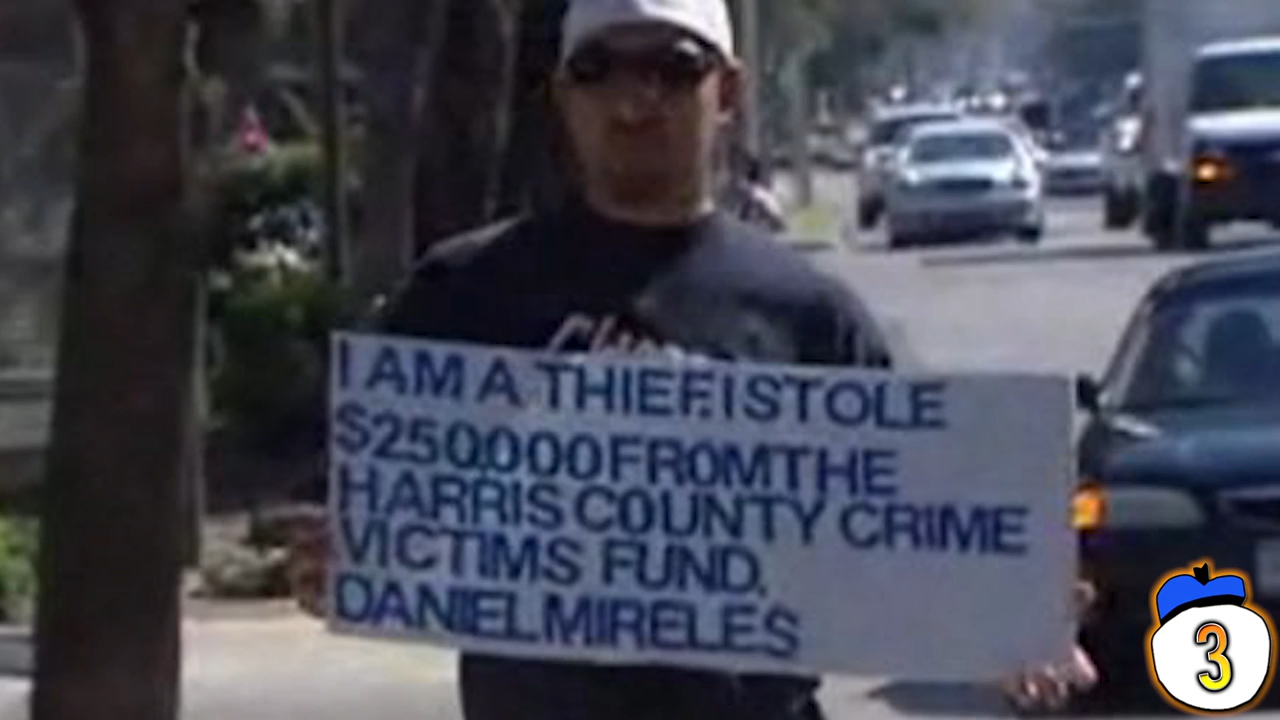 I AM A THIEF. I STOLE
$250,000 FROM THE
HARRIS COUNTY CRIME
VICTIMS FUND.
DANIEL MIRELES
3